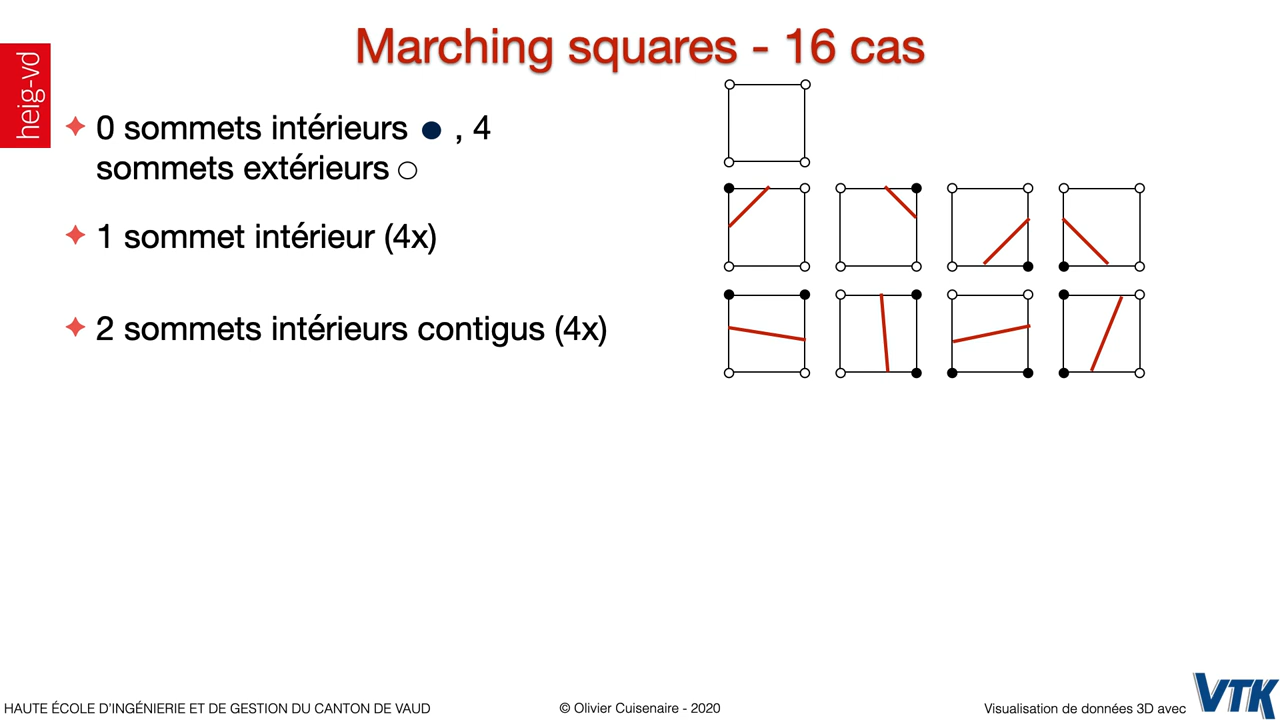 Marching squares - 16 cas
heig-vd
0 sommets intérieurs , 4
sommets extérieurs
1 sommet intérieur (4x)
2 sommets intérieurs contigus (4x)
HAUTE ÉCOLE D'INGÉNIERIE ET DE GESTION DU CANTON DE VAUD
© Olivier Cuisenaire - 2020
Visualisation de données 3D avec
VTK